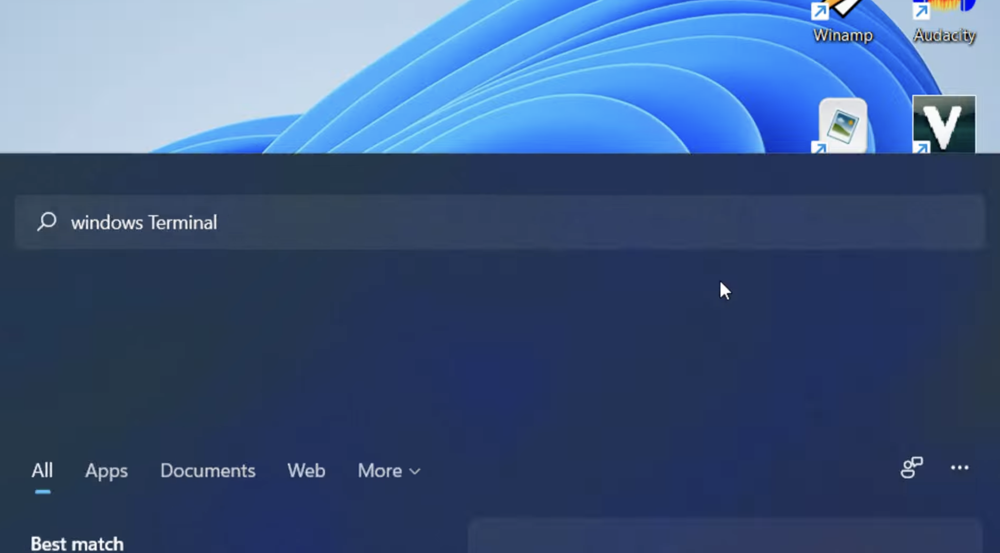 Winamp
Audacity
V
windows Terminal
All
Apps
Documents
Web
More
Best match